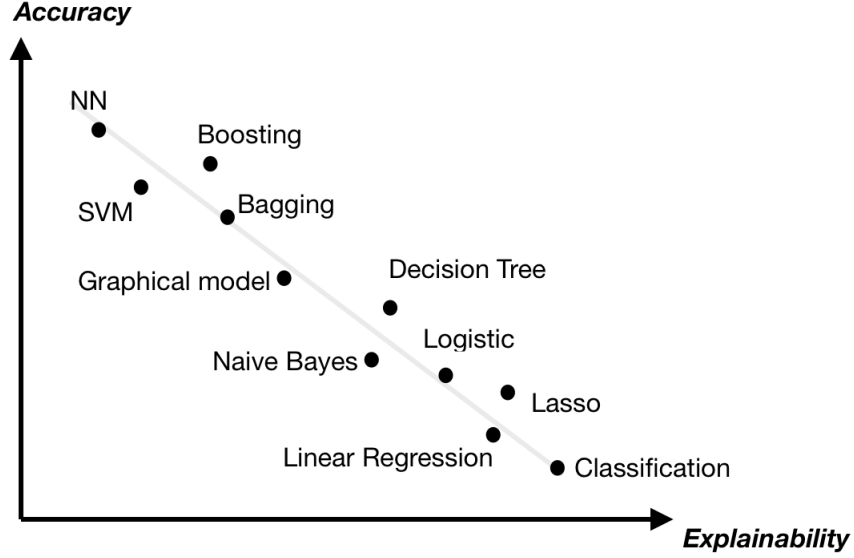 Accuracy
NN
Boosting
SVM
Bagging
Graphical model
Decision Tree
Logistic
Naive Bayes
Lasso
Linear Regression
Classification
Explainability